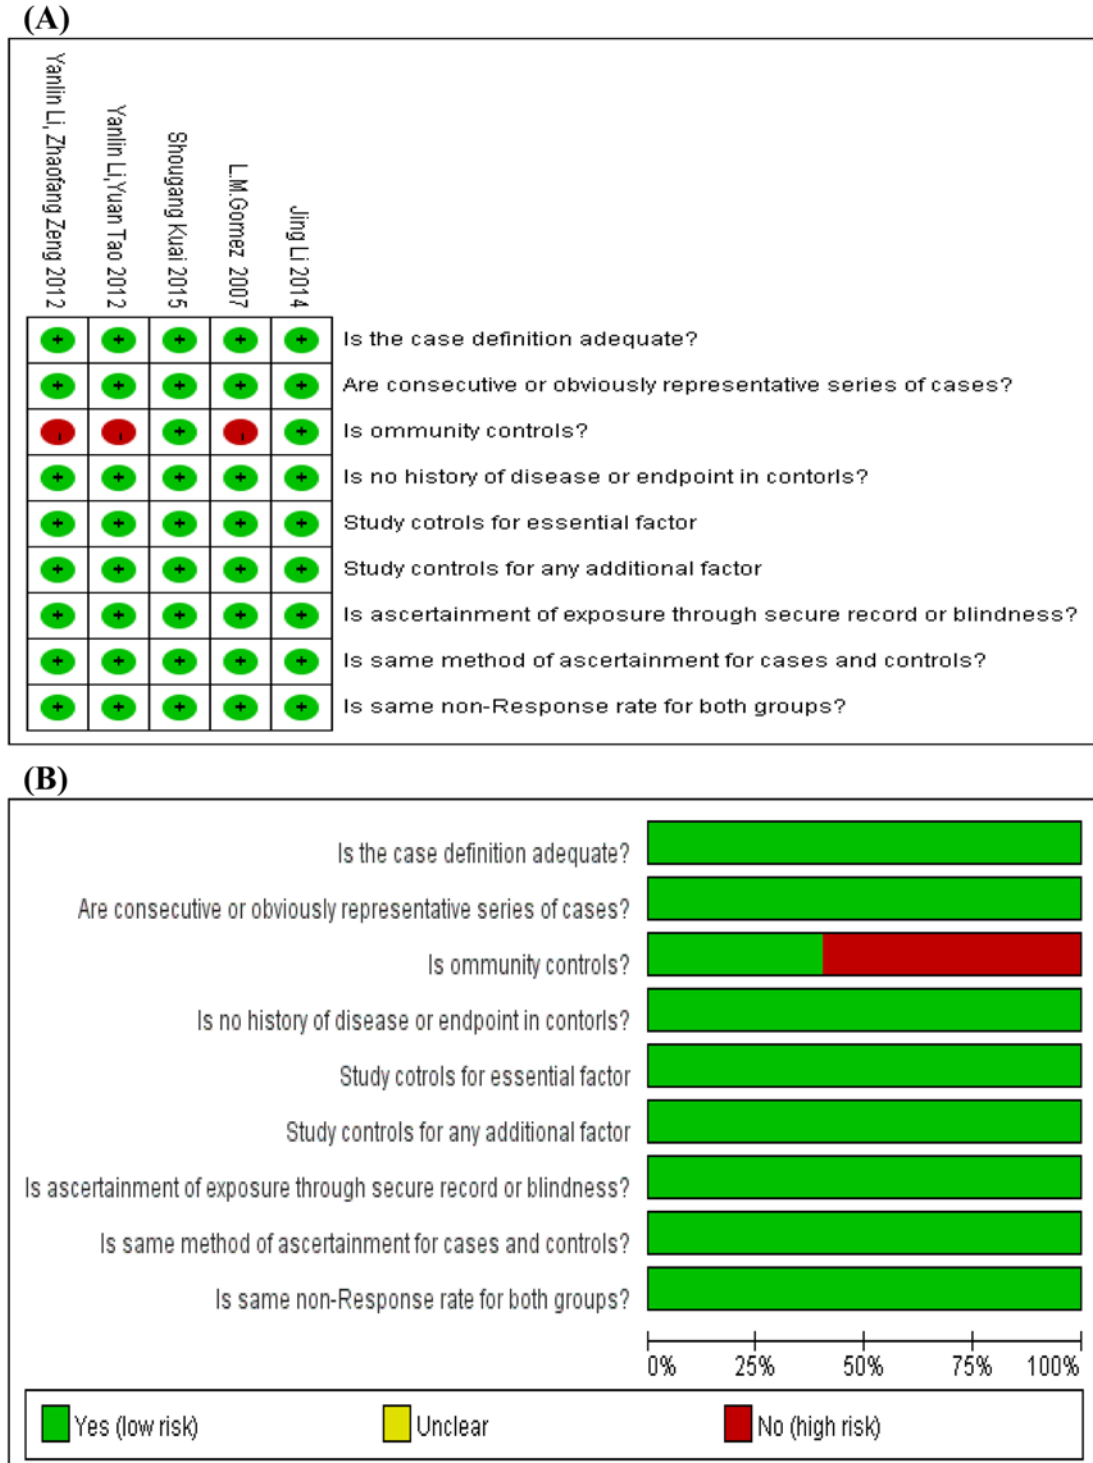 (A)
Yanlin Li, Zhaofang Zeng 2012
Yanlin Li,Yuan Tao 2012
Shougang Kuai 2015
L.M.Gomez 2007
Jing Li 2014
+ + + + + Is the case definition adequate?
+ + + + + Are consecutive or obviously representative series of cases?
- - + - + Is ommunity controls?
+ + + + + Is no history of disease or endpoint in contorls?
+ + + + + Study cotrols for essential factor
+ + + + + Study controls for any additional factor
+ + + + + Is ascertainment of exposure through secure record or blindness?
+ + + + + Is same method of ascertainment for cases and controls?
+ + + + + Is same non-Response rate for both groups?
(B)
Is the case definition adequate?
Are consecutive or obviously representative series of cases?
Is ommunity controls?
Is no history of disease or endpoint in contorls?
Study cotrols for essential factor
Study controls for any additional factor
Is ascertainment of exposure through secure record or blindness?
Is same method of ascertainment for cases and controls?
Is same non-Response rate for both groups?
0% 25% 50% 75% 100%
Yes (low risk) Unclear No (high risk)